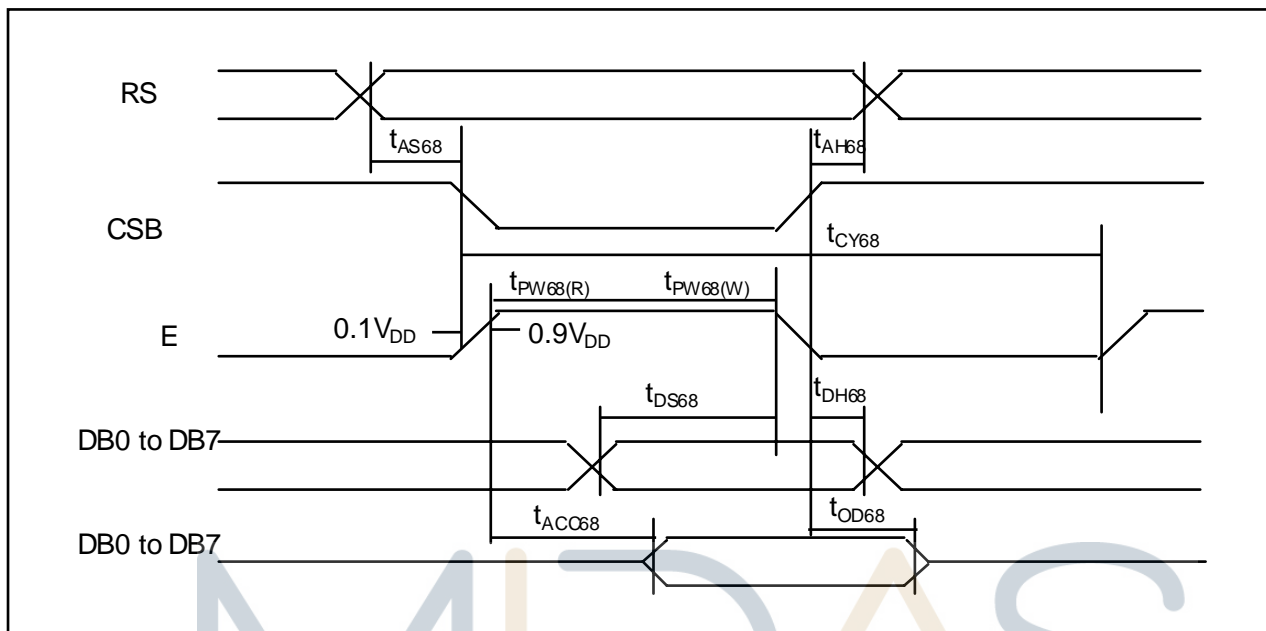 RS
tAS68
tAH68
CSB
tCY68
tPW68(R)
tPW68(W)
0.1VDD
0.9VDD
E
tDS68
tDH68
DB0 to DB7
tACC68
tOD68
DB0 to DB7
MIDAS